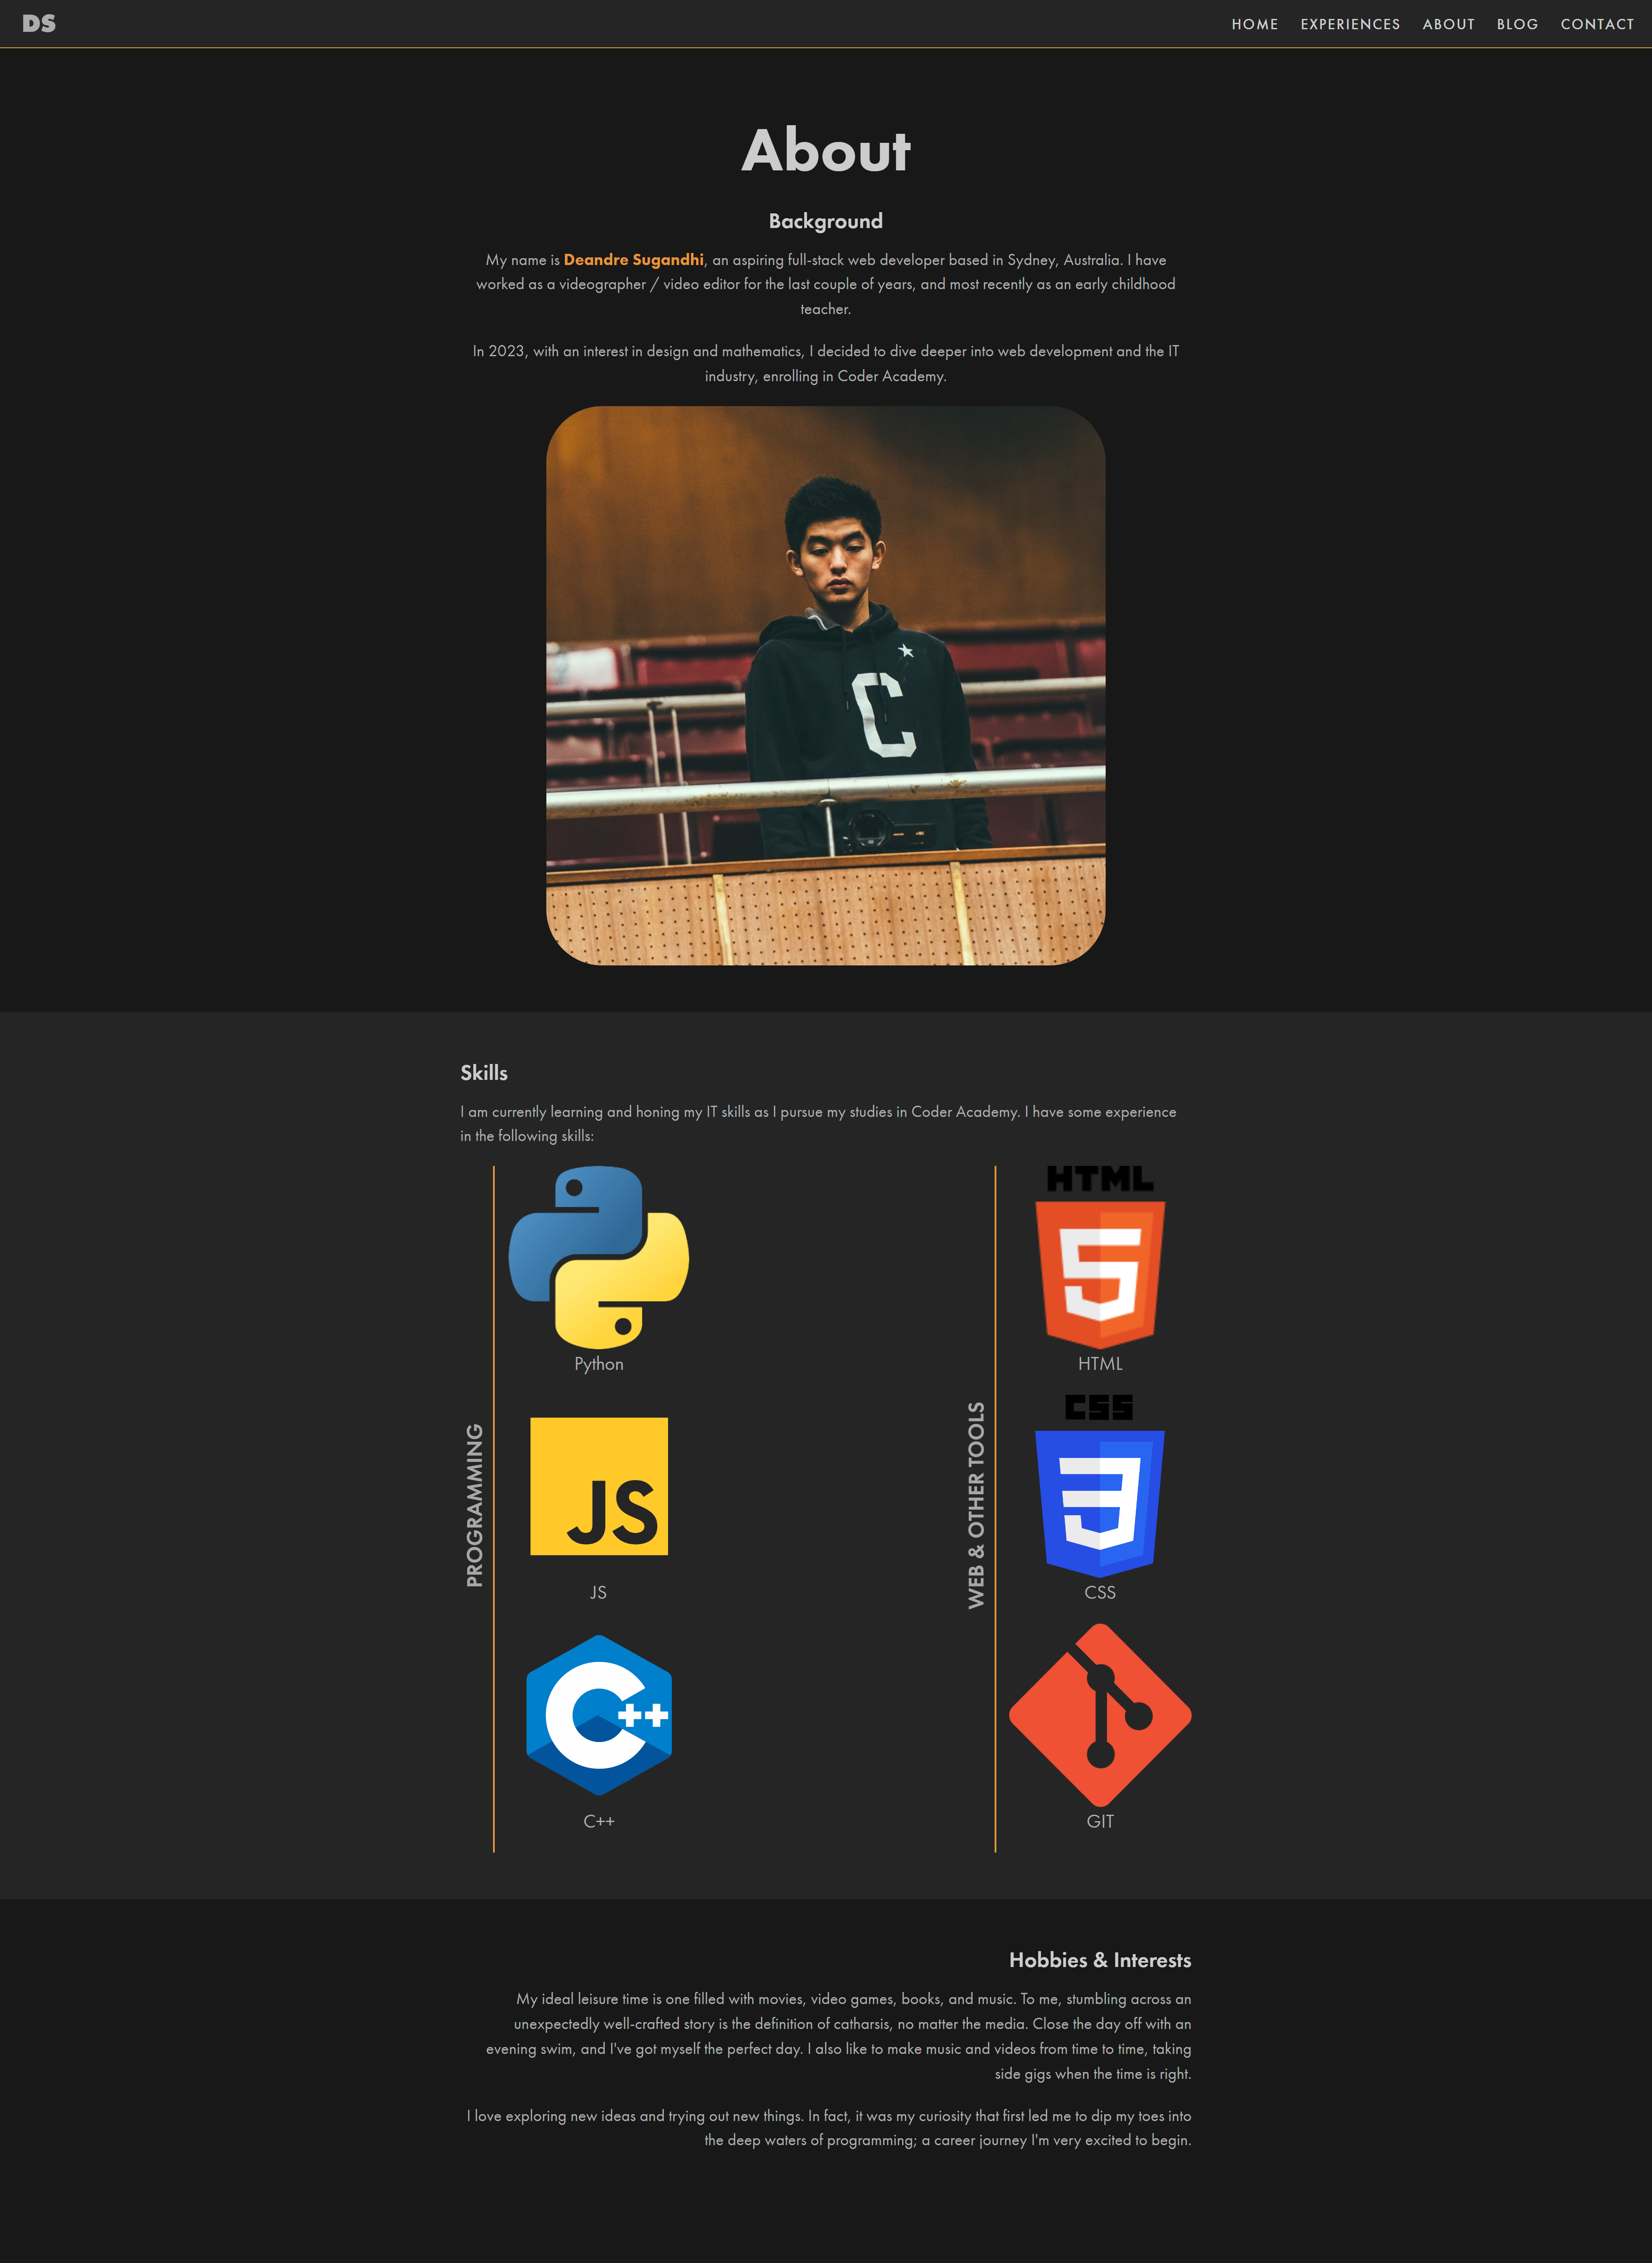 DS
HOME EXPERIENCES ABOUT BLOG CONTACT
About
Background
My name is Deandre Sugandhi, an aspiring full-stack web developer based in Sydney, Australia. I have
worked as a videographer / video editor for the last couple of years, and most recently as an early childhood
teacher.
In 2023, with an interest in design and mathematics, I decided to dive deeper into web development and the IT
industry, enrolling in Coder Academy.
C
Skills
I am currently learning and honing my IT skills as I pursue my studies in Coder Academy. I have some experience
in the following skills:
PROGRAMMING
Python
JS
JS
C++
C++
WEB & OTHER TOOLS
HTML
5
HTML
CSS
3
CSS
GIT
Hobbies & Interests
My ideal leisure time is one filled with movies, video games, books, and music. To me, stumbling across an
unexpectedly well-crafted story is the definition of catharsis, no matter the media. Close the day off with an
evening swim, and I've got myself the perfect day. I also like to make music and videos from time to time, taking
side gigs when the time is right.
I love exploring new ideas and trying out new things. In fact, it was my curiosity that first led me to dip my toes into
the deep waters of programming; a career journey I'm very excited to begin.